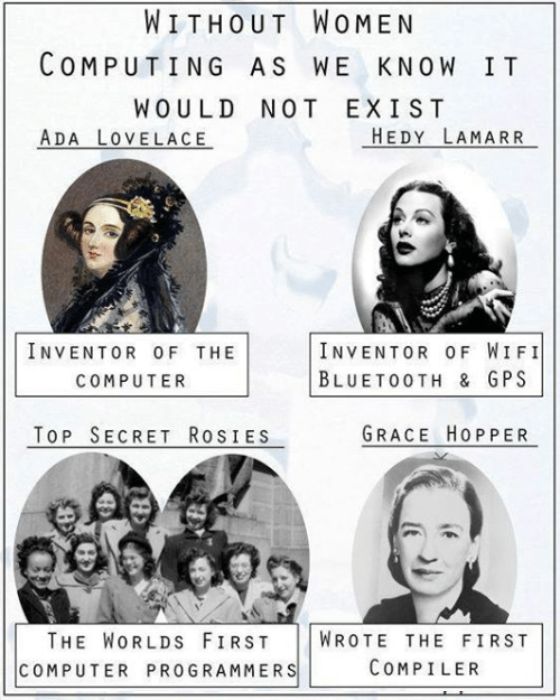 WITHOUT WOMEN
COMPUTING AS WE KNOW IT
WOULD NOT EXIST
ADA LOVELACE
HEDY LAMARR
INVENTOR OF THE
COMPUTER
INVENTOR OF WIFI
BLUETOOTH & GPS
TOP SECRET ROSIES
GRACE HOPPER
THE WORLDS FIRST
COMPUTER PROGRAMMERS
WROTE THE FIRST
COMPILER